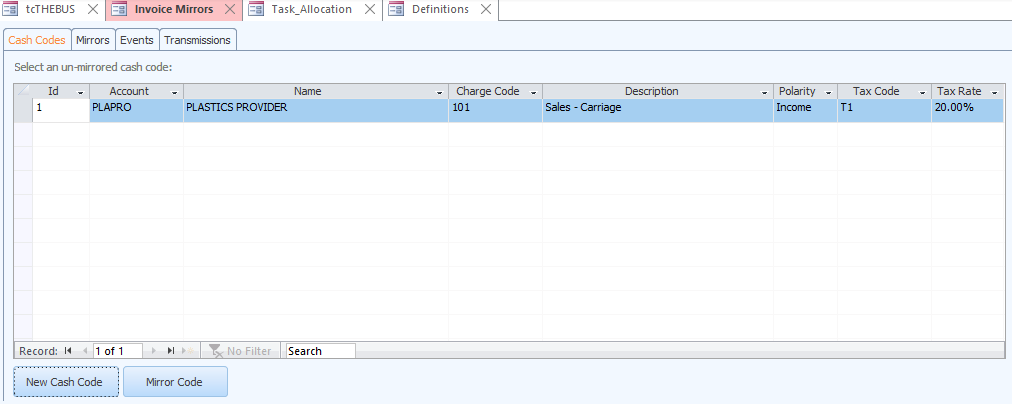 tcTHEBUS Invoice Mirrors Task_Allocation Definitions
Cash Codes Mirrors Events Transmissions
Select an un-mirrored cash code:
Id Account Name Charge Code Description Polarity Tax Code Tax Rate
1 PLAPRO PLASTICS PROVIDER 101 Sales - Carriage Income T1 20.00%
Record: 1 of 1 No Filter Search
New Cash Code Mirror Code